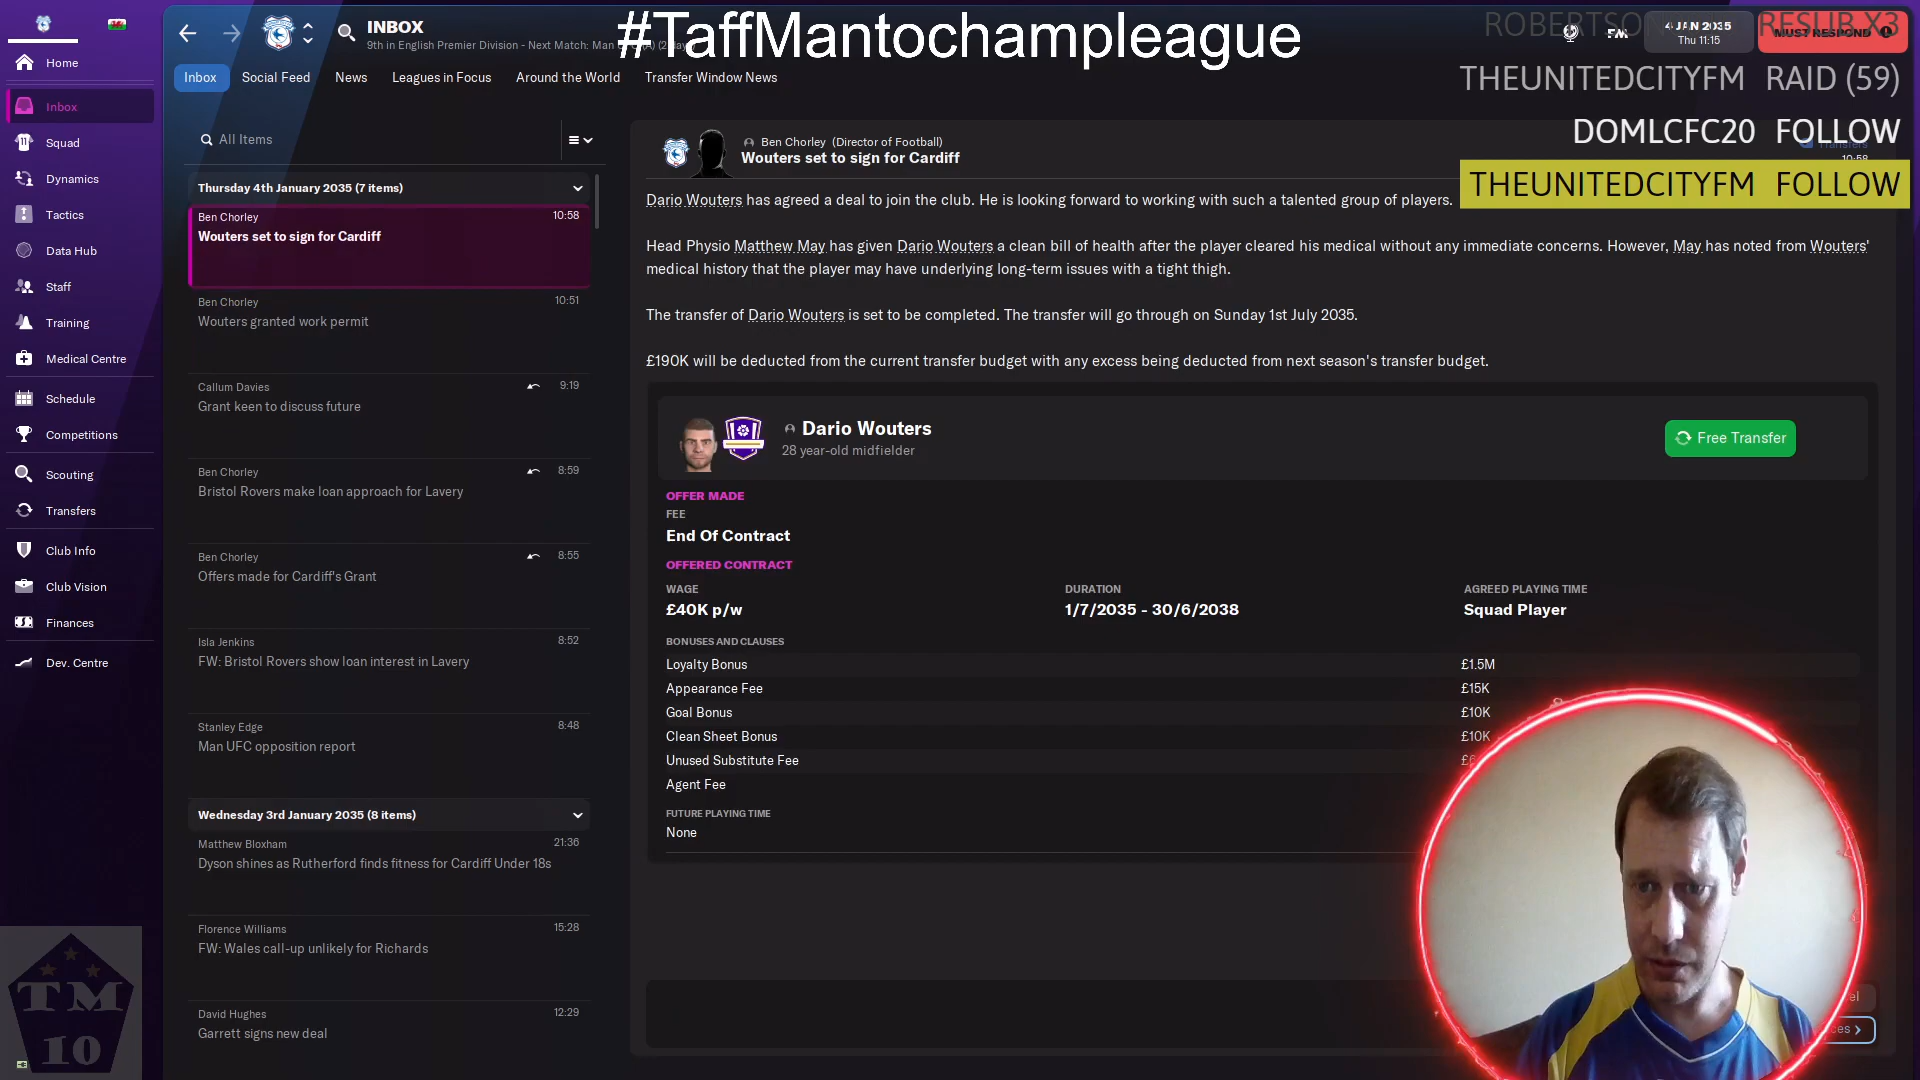 #TaffMantochampleague
INBOX
9th in English Premier Division - Next Match: Man
4 JAN 2035
Thu 11:15
MUST RESPOND
THEUNITEDCITYFM RAID (59)
DOMLCFC20 FOLLOW
THEUNITEDCITYFM FOLLOW
Home
Inbox
Squad
Dynamics
Tactics
Data Hub
Staff
Training
Medical Centre
Schedule
Competitions
Scouting
Transfers
Club Info
Club Vision
Finances
Dev. Centre
TM
10
Inbox
Social Feed
News
Leagues in Focus
Around the World
Transfer Window News
All Items
Thursday 4th January 2035 (7 items)
Ben Chorley 10:58
Wouters set to sign for Cardiff
Ben Chorley 10:51
Wouters granted work permit
Callum Davies 9:19
Grant keen to discuss future
Ben Chorley 8:59
Bristol Rovers make loan approach for Lavery
Ben Chorley 8:55
Offers made for Cardiff's Grant
Isla Jenkins 8:52
FW: Bristol Rovers show loan interest in Lavery
Stanley Edge 8:48
Man UFC opposition report
Wednesday 3rd January 2035 (8 items)
Matthew Bloxham 21:36
Dyson shines as Rutherford finds fitness for Cardiff Under 18s
Florence Williams 15:28
FW: Wales call-up unlikely for Richards
David Hughes 12:29
Garrett signs new deal
Ben Chorley (Director of Football)
Wouters set to sign for Cardiff
Transfers
10:58
Dario Wouters has agreed a deal to join the club. He is looking forward to working with such a talented group of players.
Head Physio Matthew May has given Dario Wouters a clean bill of health after the player cleared his medical without any immediate concerns. However, May has noted from Wouters'
medical history that the player may have underlying long-term issues with a tight thigh.
The transfer of Dario Wouters is set to be completed. The transfer will go through on Sunday 1st July 2035.
£190K will be deducted from the current transfer budget with any excess being deducted from next season's transfer budget.
Dario Wouters
28 year-old midfielder
Free Transfer
OFFER MADE
FEE
End Of Contract
OFFERED CONTRACT
WAGE DURATION AGREED PLAYING TIME
£40K p/w 1/7/2035 - 30/6/2038 Squad Player
BONUSES AND CLAUSES
Loyalty Bonus £1.5M
Appearance Fee £15K
Goal Bonus £10K
Clean Sheet Bonus £10K
Unused Substitute Fee
Agent Fee
FUTURE PLAYING TIME
None